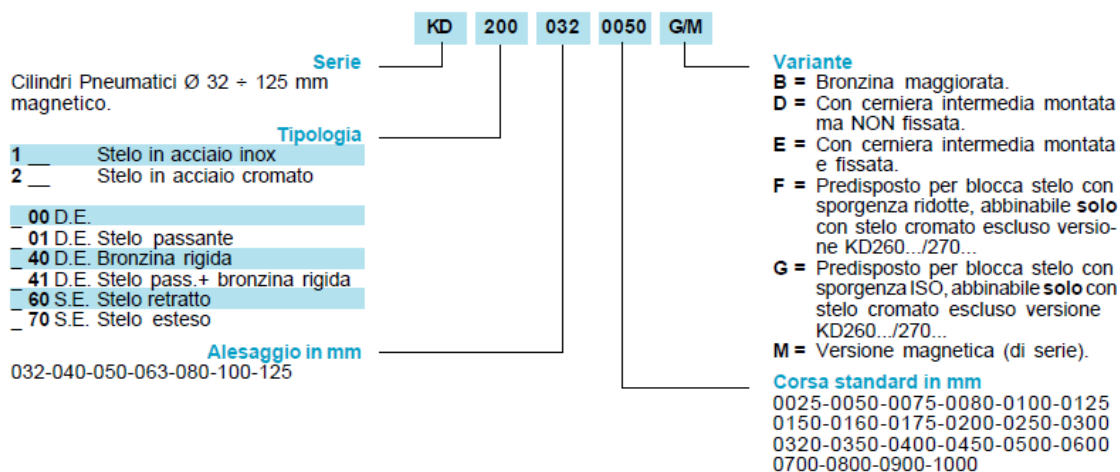 KD 200 032 0050 G/M
Serie
Cilindri Pneumatici Ø 32 ÷ 125 mm
magnetico.
Tipologia
1 __ Stelo in acciaio inox
2 __ Stelo in acciaio cromato
_ 00 D.E.
_ 01 D.E. Stelo passante
_ 40 D.E. Bronzina rigida
_ 41 D.E. Stelo pass.+ bronzina rigida
_ 60 S.E. Stelo retratto
_ 70 S.E. Stelo esteso
Alesaggio in mm
032-040-050-063-080-100-125
Variante
B = Bronzina maggiorata.
D = Con cerniera intermedia montata
ma NON fissata.
E = Con cerniera intermedia montata
e fissata.
F = Predisposto per blocca stelo con
sporgenza ridotte, abbinabile solo
con stelo cromato escluso versio-
ne KD260.../270...
G = Predisposto per blocca stelo con
sporgenza ISO, abbinabile solo con
stelo cromato escluso versione
KD260.../270...
M = Versione magnetica (di serie).
Corsa standard in mm
0025-0050-0075-0080-0100-0125
0150-0160-0175-0200-0250-0300
0320-0350-0400-0450-0500-0600
0700-0800-0900-1000